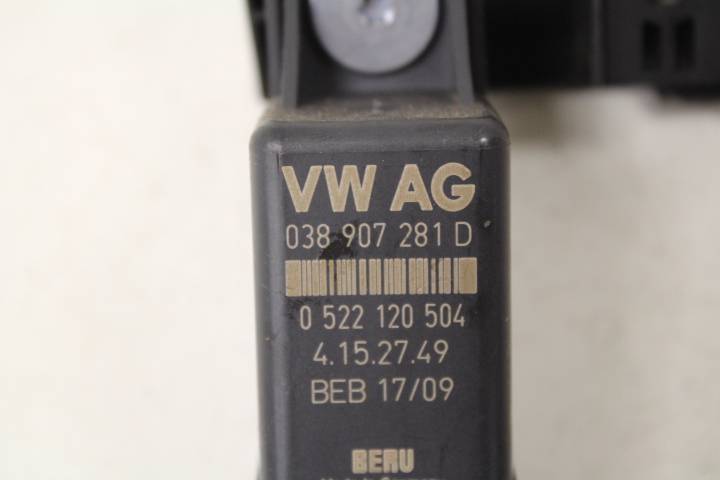 VW AG
038 907 281 D
0 522 120 504
4.15.27.49
BEB 17/09
BERU